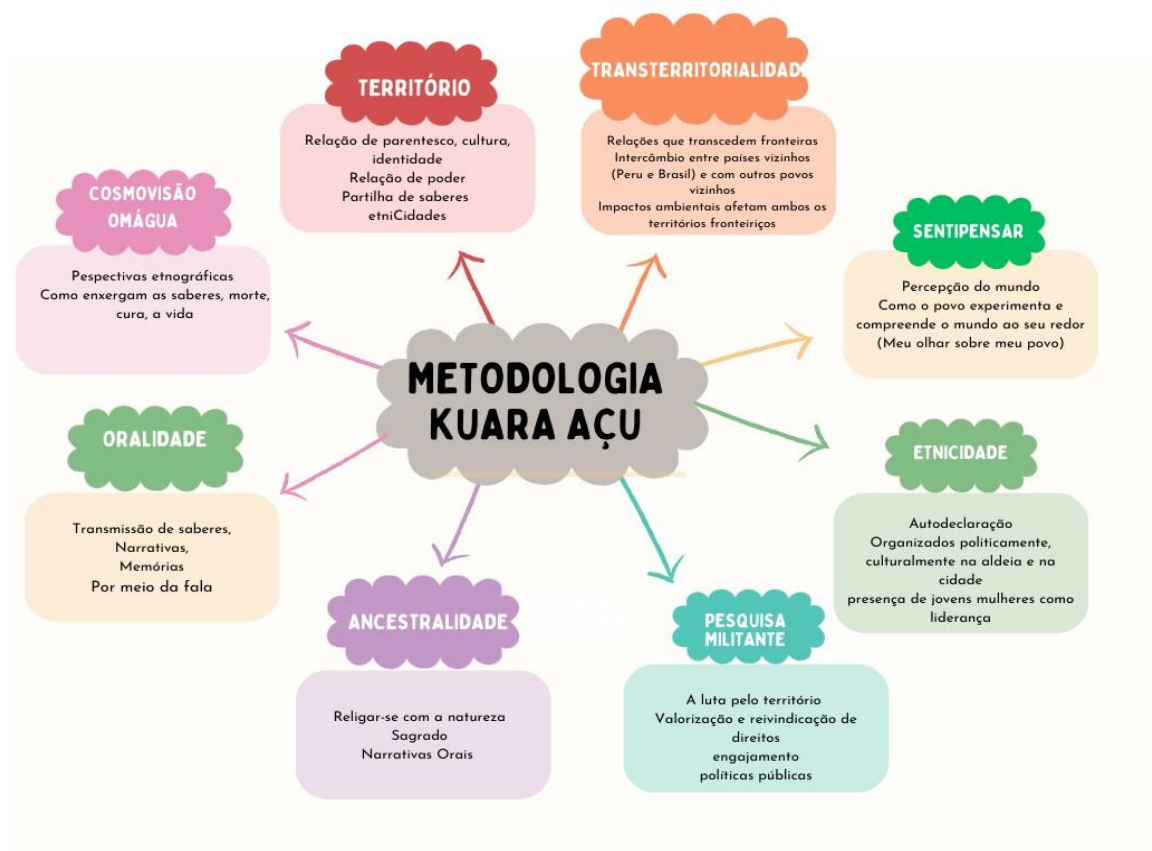 METODOLOGIA
KUARA AÇU
TERRITÓRIO
Relação de parentesco, cultura,
identidade
Relação de poder
Partilha de saberes
etniCidades
TRANSTERRITORIALIDAD
Relações que transcedem fronteiras
Intercâmbio entre países vizinhos
(Peru e Brasil) e com outros povos
vizinhos
Impactos ambientais afetam ambos os
territórios fronteiriços
SENTIPENSAR
Percepção do mundo
Como o povo experimenta e
compreende o mundo ao seu redor
(Meu olhar sobre meu povo)
ETNICIDADE
Autodeclaração
Organizados politicamente,
culturalmente na aldeia e na
cidade
presença de jovens mulheres como
liderança
PESQUISA
MILITANTE
A luta pelo território
Valorização e reivindicação de
direitos
engajamento
políticas públicas
ANCESTRALIDADE
Religar-se com a natureza
Sagrado
Narrativas Orais
ORALIDADE
Transmissão de saberes,
Narrativas,
Memórias
Por meio da fala
COSMOVISÃO
OMÁGUA
Pespectivas etnográficas
Como enxergam as saberes, morte,
cura, a vida